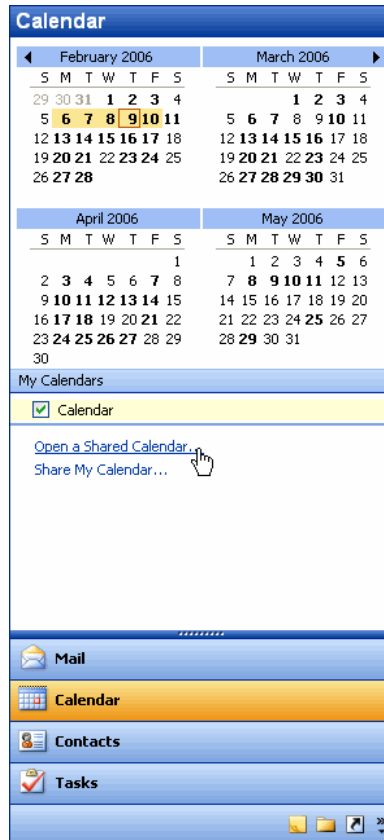 Calendar
February 2006 March 2006
S M T W T F S S M T W T F S
29 30 31 1 2 3 4 1 2 3 4
5 6 7 8 9 10 11 5 6 7 8 9 10 11
12 13 14 15 16 17 18 12 13 14 15 16 17 18
19 20 21 22 23 24 25 19 20 21 22 23 24 25
26 27 28 26 27 28 29 30 31
April 2006 May 2006
S M T W T F S S M T W T F S
1 1 2 3 4 5 6
2 3 4 5 6 7 8 7 8 9 10 11 12 13
9 10 11 12 13 14 15 14 15 16 17 18 19 20
16 17 18 19 20 21 22 21 22 23 24 25 26 27
23 24 25 26 27 28 29 28 29 30 31
30
My Calendars
Calendar
Open a Shared Calendar...
Share My Calendar...
Mail
Calendar
Contacts
Tasks
»